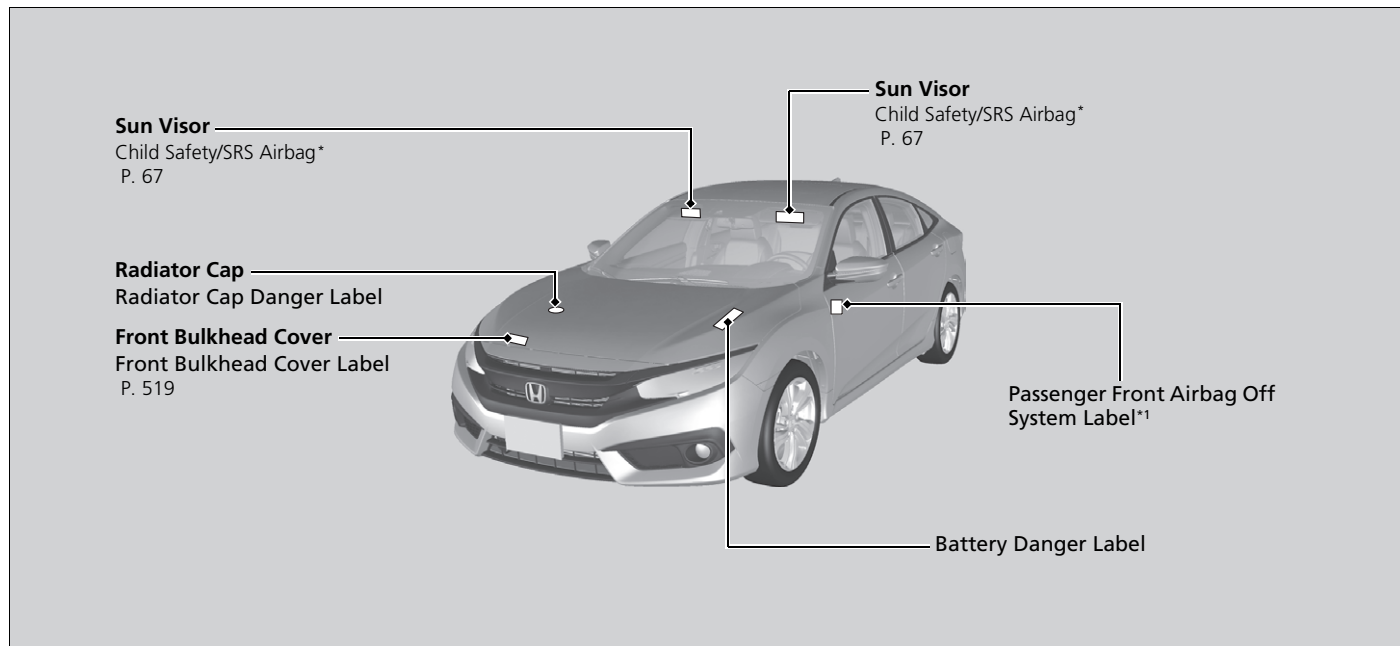 Sun Visor
Child Safety/SRS Airbag*
P. 67
Sun Visor
Child Safety/SRS Airbag*
P. 67
Radiator Cap
Radiator Cap Danger Label
Front Bulkhead Cover
Front Bulkhead Cover Label
P. 519
Passenger Front Airbag Off
System Label*1
Battery Danger Label